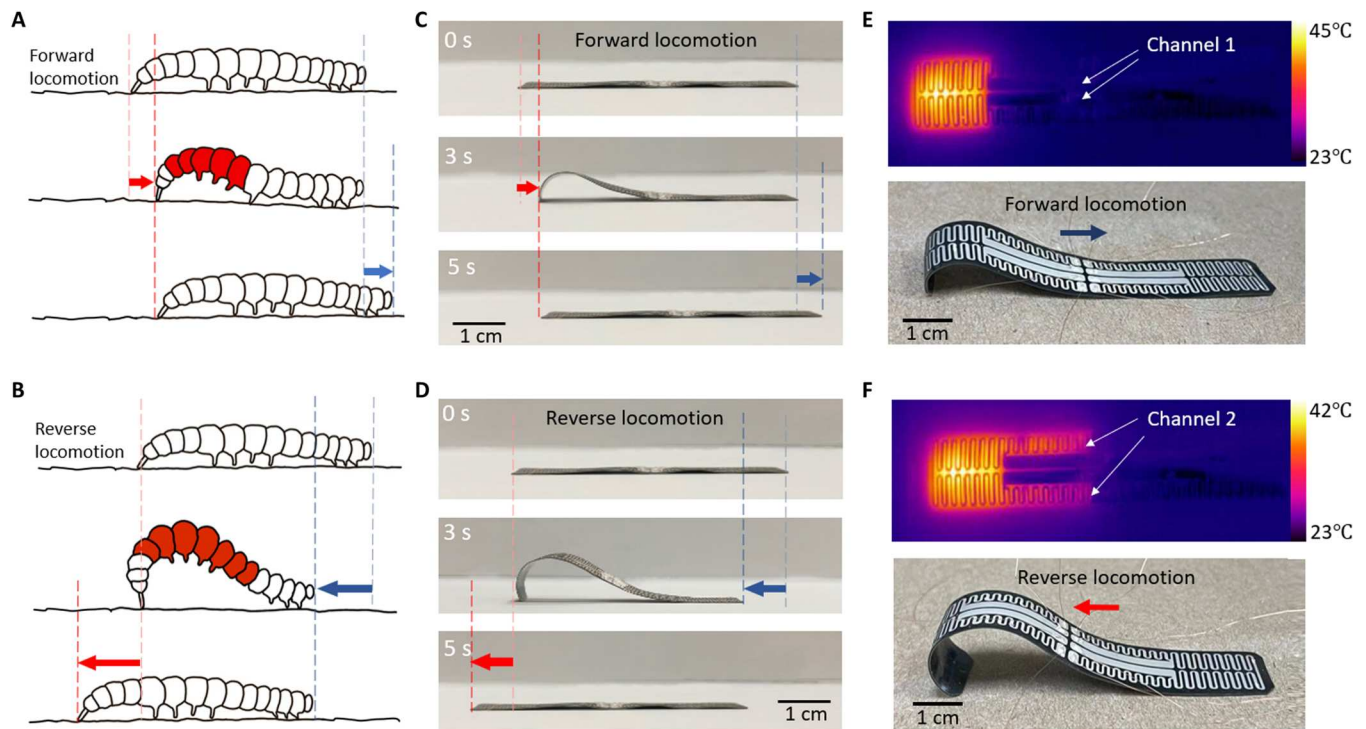 A
Forward
locomotion
B
Reverse
locomotion
C
0 s
Forward locomotion
3 s
5 s
1 cm
D
0 s
Reverse locomotion
3 s
5 s
1 cm
E
Channel 1
45°C
23°C
Forward locomotion
1 cm
F
Channel 2
42°C
23°C
Reverse locomotion
1 cm